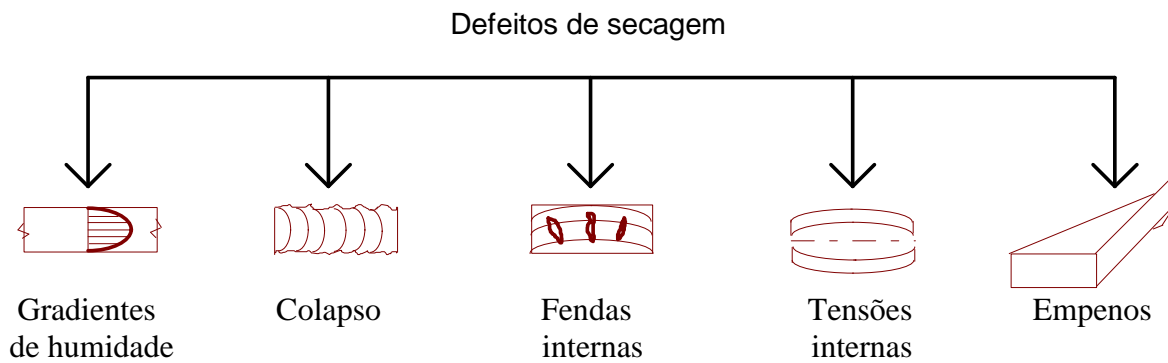 Defeitos de secagem
Gradientes
de humidade
Colapso
Fendas
internas
Tensões
internas
Empenos